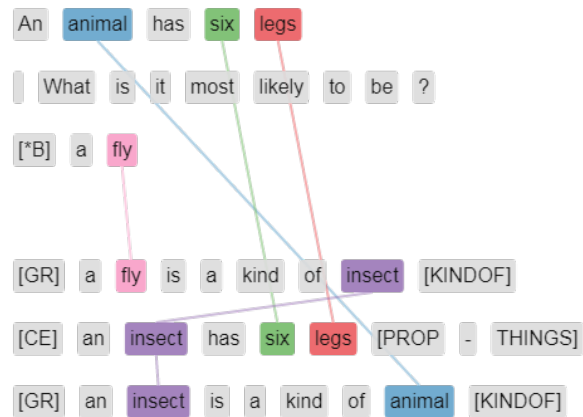 An animal has six legs
What is it most likely to be ?
[*B] a fly
[GR] a fly is a kind of insect [KINDOF]
[CE] an insect has six legs [PROP - THINGS]
[GR] an insect is a kind of animal [KINDOF]